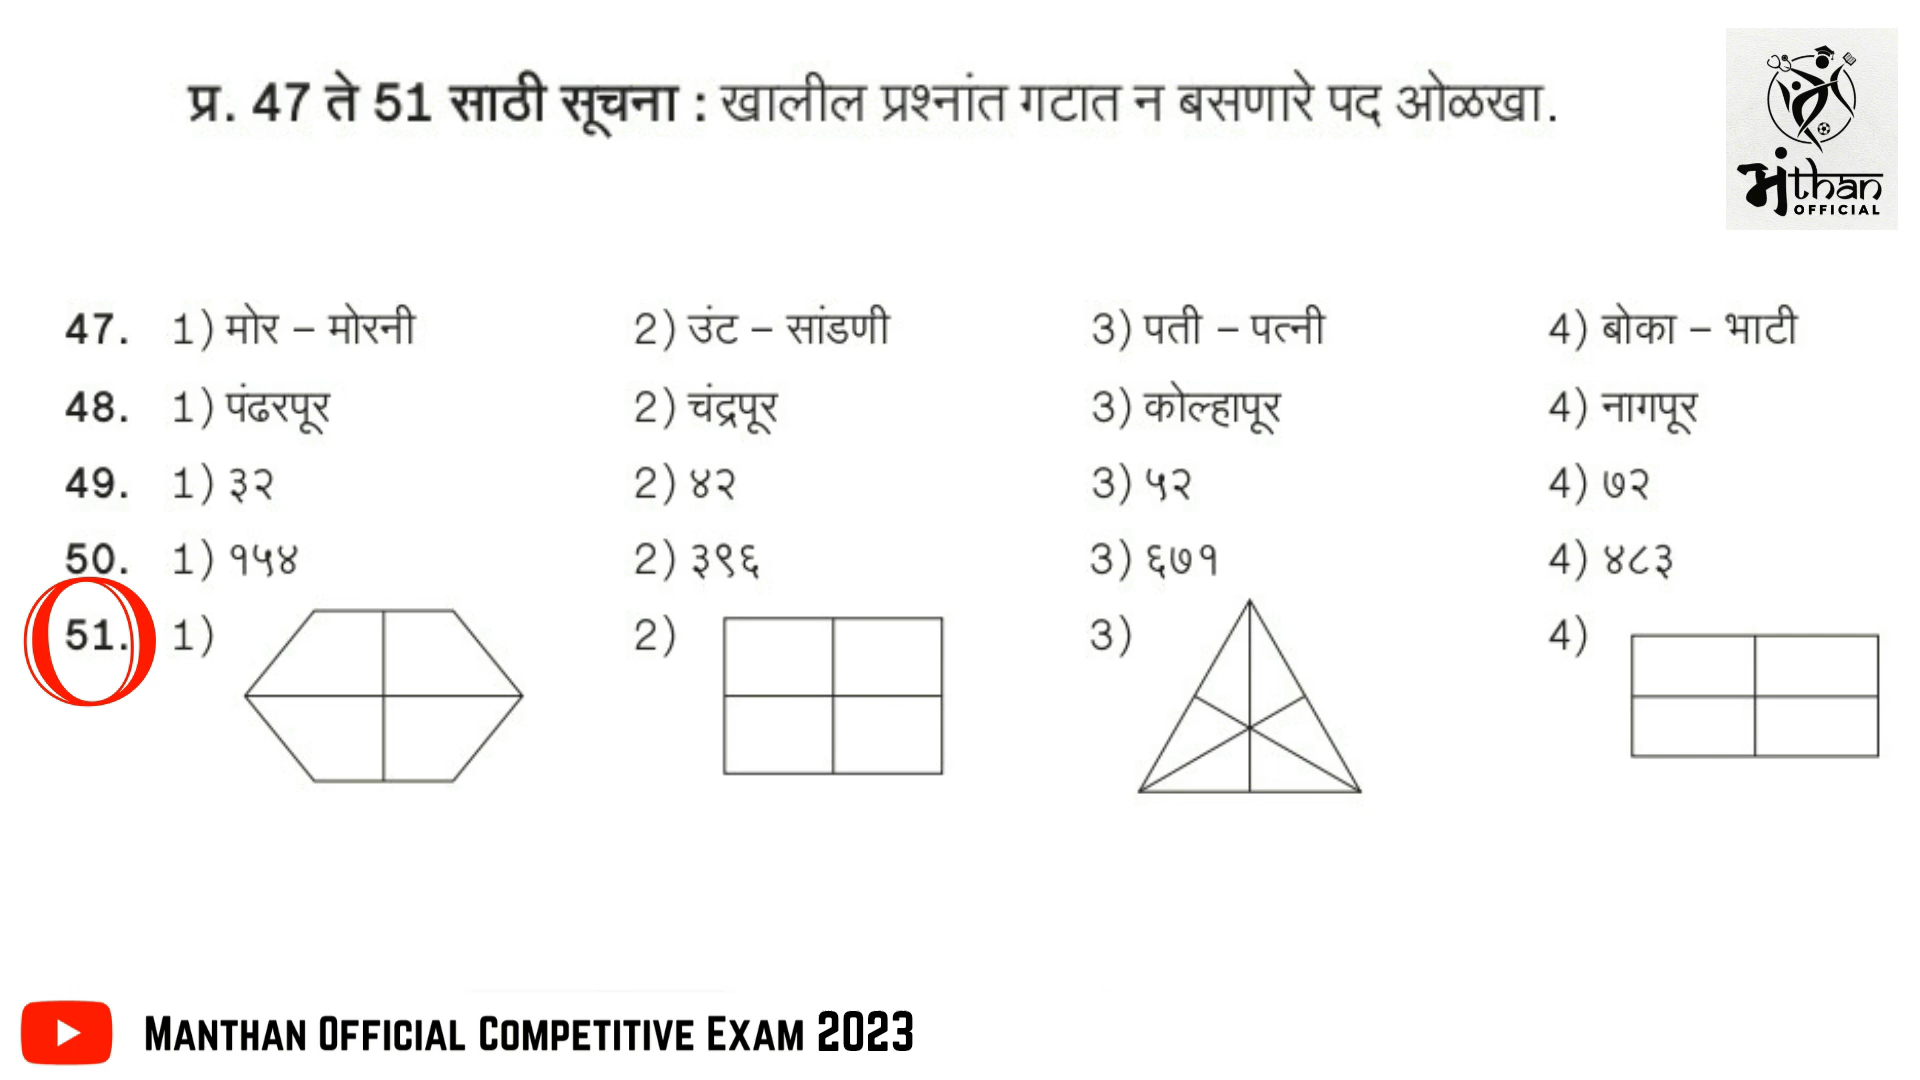 प्र. 47 ते 51 साठी सूचना : खालील प्रश्नांत गटात न बसणारे पद ओळखा.
मंthan
OFFICIAL
47. 1) मोर – मोरनी 2) उंट – सांडणी 3) पती – पत्नी 4) बोका – भाटी
48. 1) पंढरपूर 2) चंद्रपूर 3) कोल्हापूर 4) नागपूर
49. 1) ३२ 2) ४२ 3) ५२ 4) ७२
50. 1) १५४ 2) ३९६ 3) ६७१ 4) ४८३
51. 1) 2) 3) 4)
MANTHAN OFFICIAL COMPETITIVE EXAM 2023